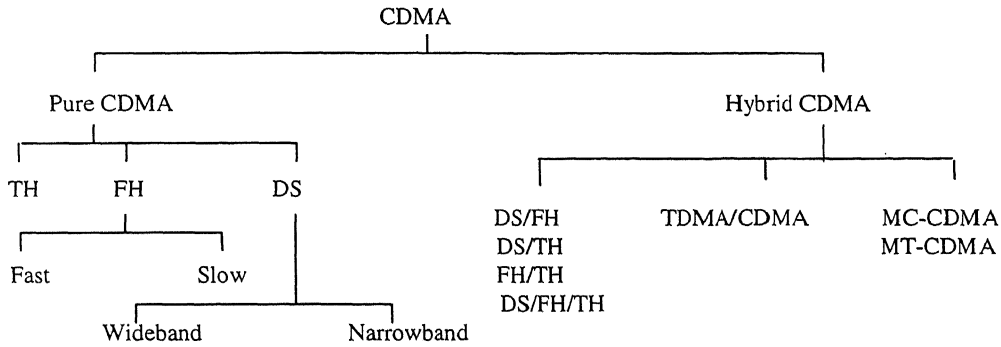 CDMA
Pure CDMA Hybrid CDMA
TH FH DS
DS/FH TDMA/CDMA MC-CDMA
DS/TH MT-CDMA
Fast Slow FH/TH
DS/FH/TH
Wideband Narrowband